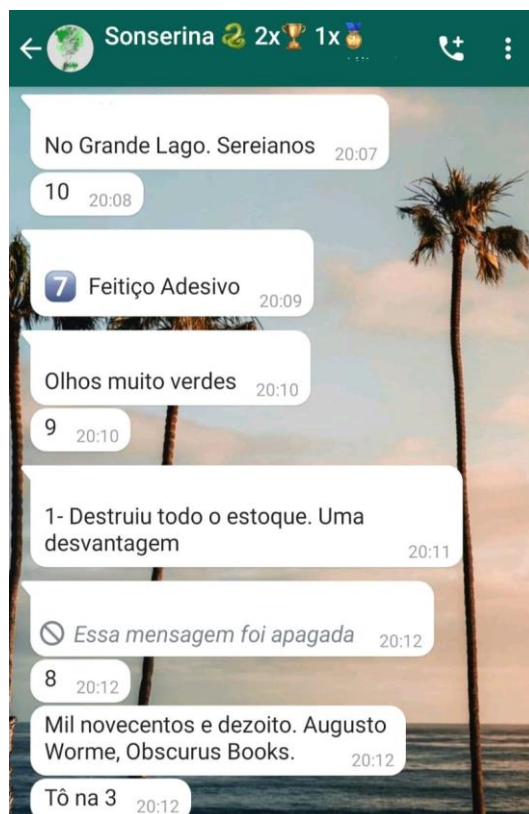 Sonserina 🐍 2x🏆 1x🏅
No Grande Lago. Sereianos 20:07
10 20:08
7️⃣ Feitiço Adesivo 20:09
Olhos muito verdes 20:10
9 20:10
1- Destruiu todo o estoque. Uma
desvantagem 20:11
Essa mensagem foi apagada 20:12
8 20:12
Mil novecentos e dezoito. Augusto
Worme, Obscurus Books. 20:12
Tô na 3 20:12